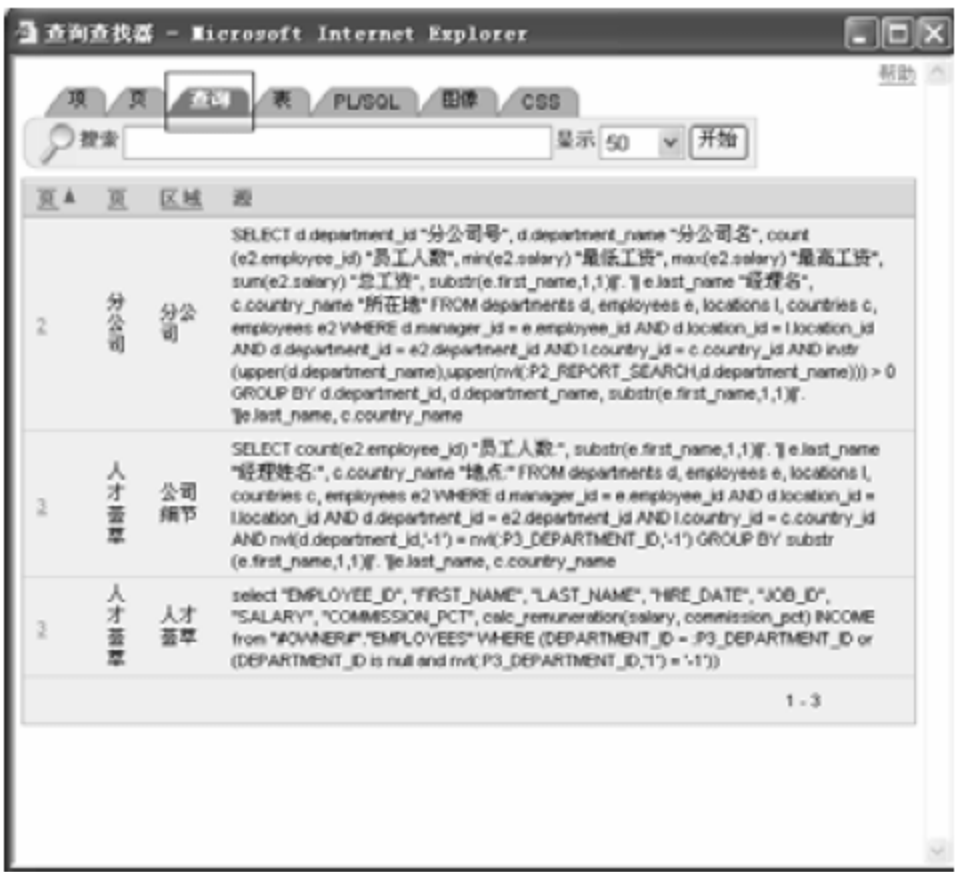 查询查找器 - Microsoft Internet Explorer
帮助
项 页 查询 表 PL/SQL 图像 CSS
搜索 显示 50 开始
页▲ 页 区域 源
2 分公司 分公司
SELECT d.department_id "分公司号", d.department_name "分公司名", count
(e2.employee_id) "员工人数", min(e2.salary) "最低工资", max(e2.salary) "最高工资",
sum(e2.salary) "总工资", substr(e.first_name,1,1)||'. '|| e.last_name "经理名",
c.country_name "所在地" FROM departments d, employees e, locations l, countries c,
employees e2 WHERE d.manager_id = e.employee_id AND d.location_id = l.location_id
AND d.department_id = e2.department_id AND l.country_id = c.country_id AND instr
(upper(d.department_name),upper(nvl(:P2_REPORT_SEARCH,d.department_name))) > 0
GROUP BY d.department_id, d.department_name, substr(e.first_name,1,1)||'.
'||e.last_name, c.country_name
3 人才荟萃 公司细节
SELECT count(e2.employee_id) "员工人数:", substr(e.first_name,1,1)||'. '|| e.last_name
"经理姓名:", c.country_name "地点:" FROM departments d, employees e, locations l,
countries c, employees e2 WHERE d.manager_id = e.employee_id AND d.location_id =
l.location_id AND d.department_id = e2.department_id AND l.country_id = c.country_id
AND nvl(d.department_id,'-1') = nvl(:P3_DEPARTMENT_ID,'-1') GROUP BY substr
(e.first_name,1,1)||'. '||e.last_name, c.country_name
3 人才荟萃 人才荟萃
select "EMPLOYEE_ID", "FIRST_NAME", "LAST_NAME", "HIRE_DATE", "JOB_ID",
"SALARY", "COMMISSION_PCT", calc_remuneration(salary, commission_pct) INCOME
from "#OWNER#"."EMPLOYEES" WHERE (DEPARTMENT_ID = :P3_DEPARTMENT_ID or
(DEPARTMENT_ID is null and nvl(:P3_DEPARTMENT_ID,'1') = '-1'))
1 - 3